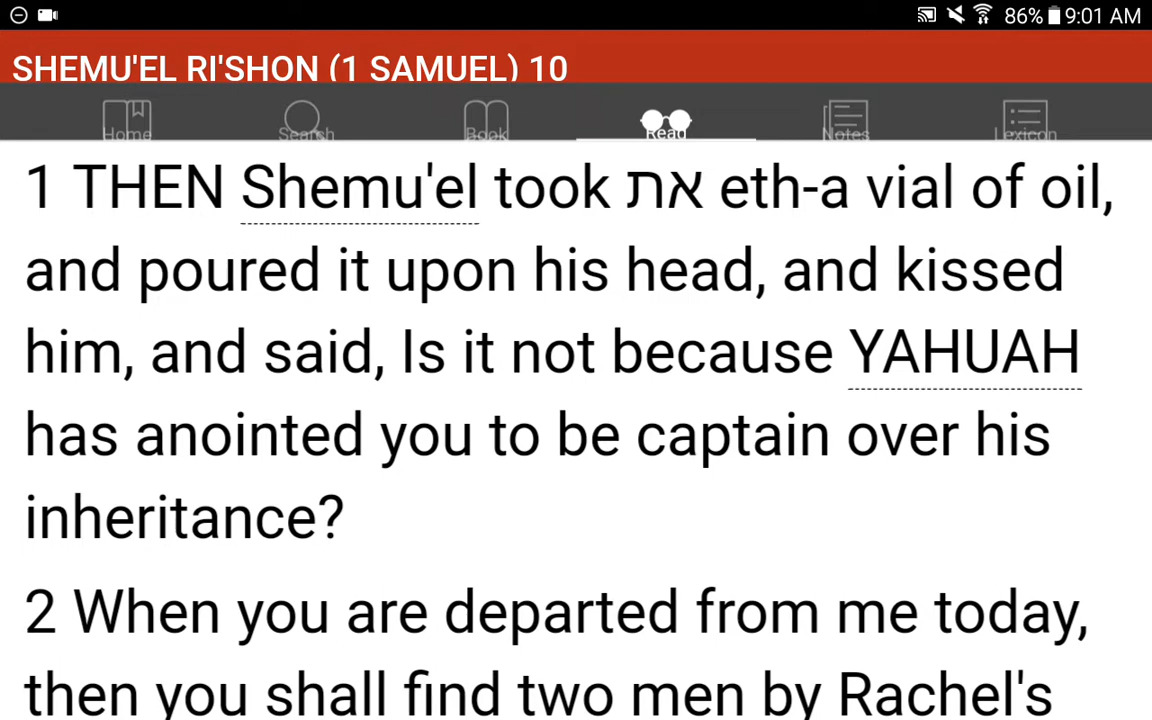 86% 9:01 AM
SHEMU'EL RI'SHON (1 SAMUEL) 10
Home Search Book Read Notes Lexicon
1 THEN Shemu'el took את eth-a vial of oil,
and poured it upon his head, and kissed
him, and said, Is it not because YAHUAH
has anointed you to be captain over his
inheritance?
2 When you are departed from me today,
then you shall find two men by Rachel's